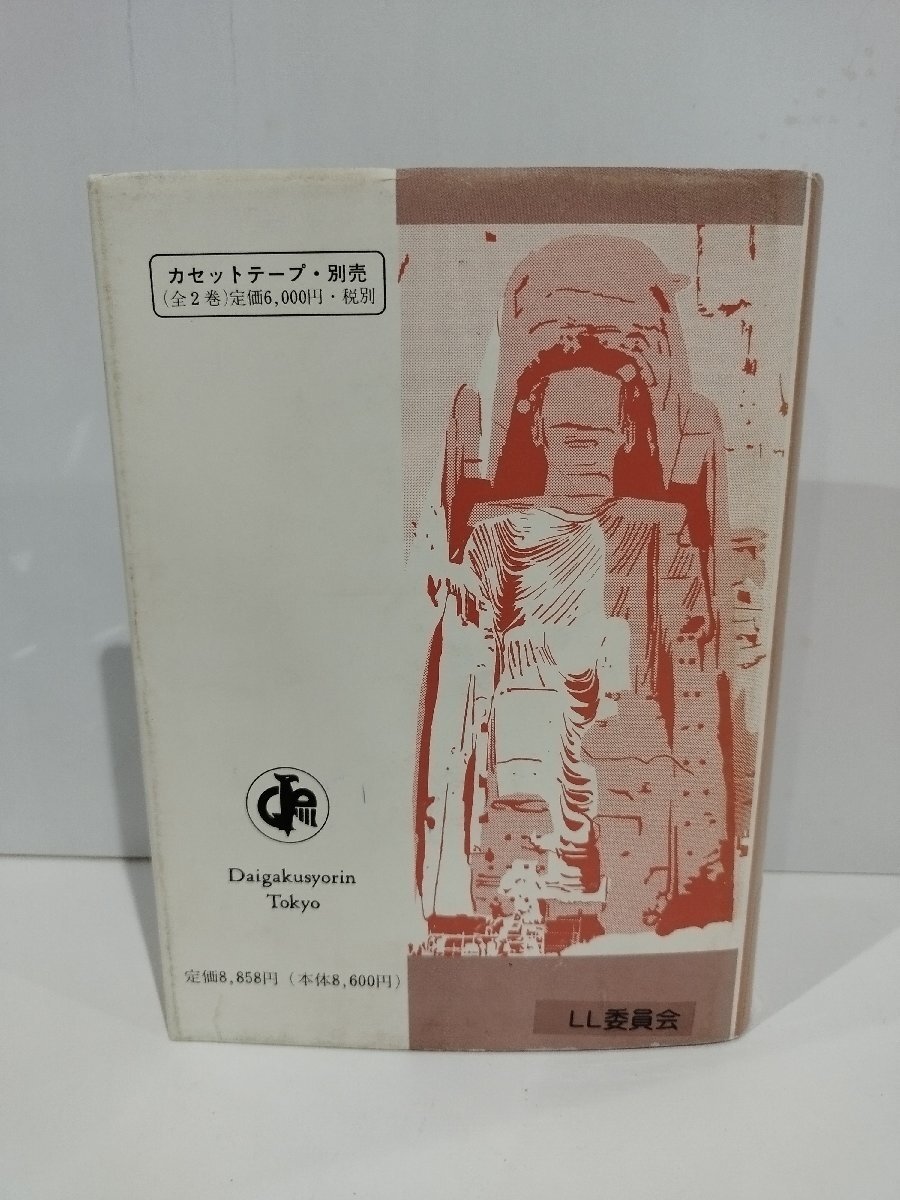 カセットテープ・別売
(全2巻)定価6,000円・税別
Daigakusyorin
Tokyo
定価8,858円 (本体8,600円)
LL委員会